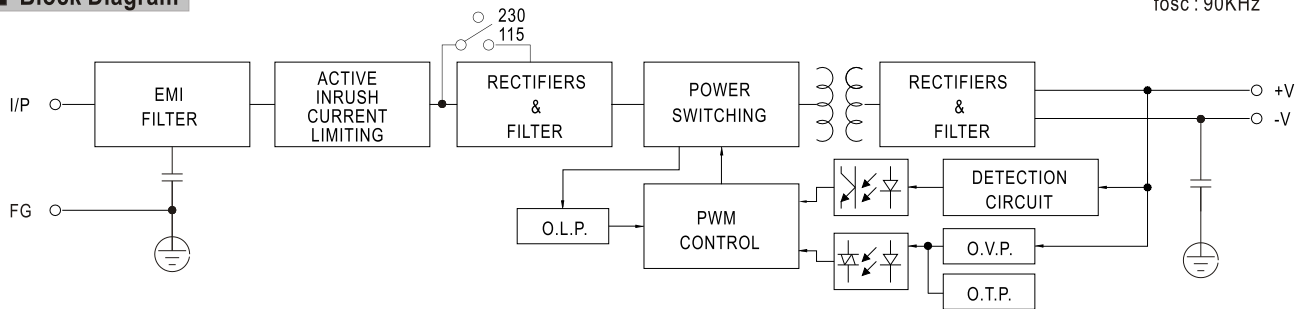 Block Diagram
fosc : 90KHz
230
115
I/P
EMI
FILTER
ACTIVE
INRUSH
CURRENT
LIMITING
RECTIFIERS
&
FILTER
POWER
SWITCHING
RECTIFIERS
&
FILTER
+V
-V
DETECTION
CIRCUIT
FG
O.L.P.
PWM
CONTROL
O.V.P.
O.T.P.